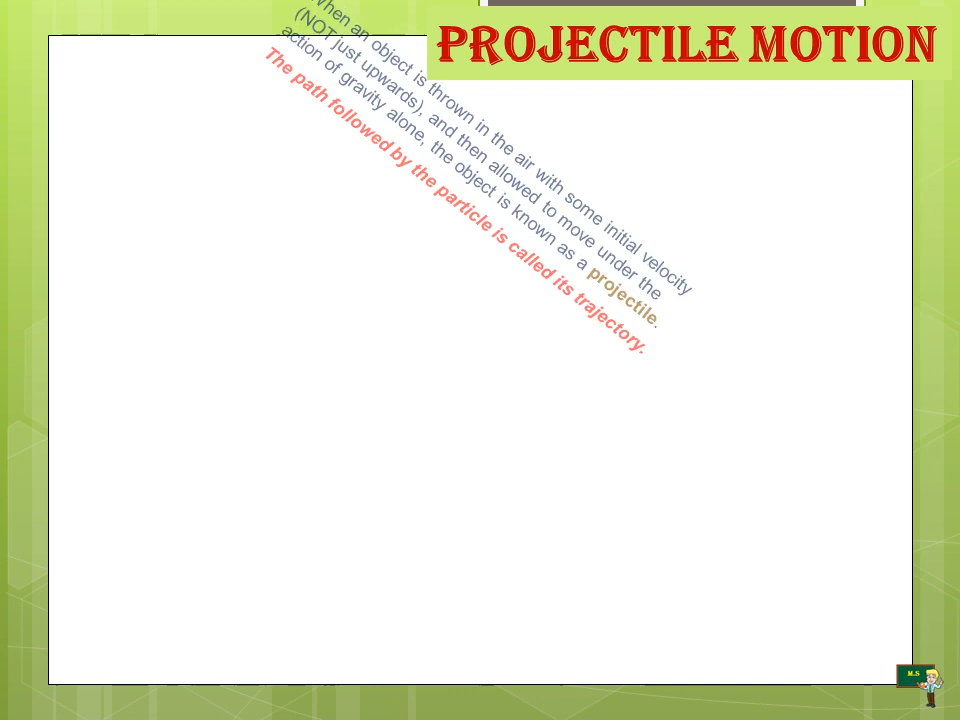 PROJECTILE MOTION
When an object is thrown in the air with some initial velocity
(NOT just upwards), and then allowed to move under the
action of gravity alone, the object is known as a projectile.
The path followed by the particle is called its trajectory.
M.S